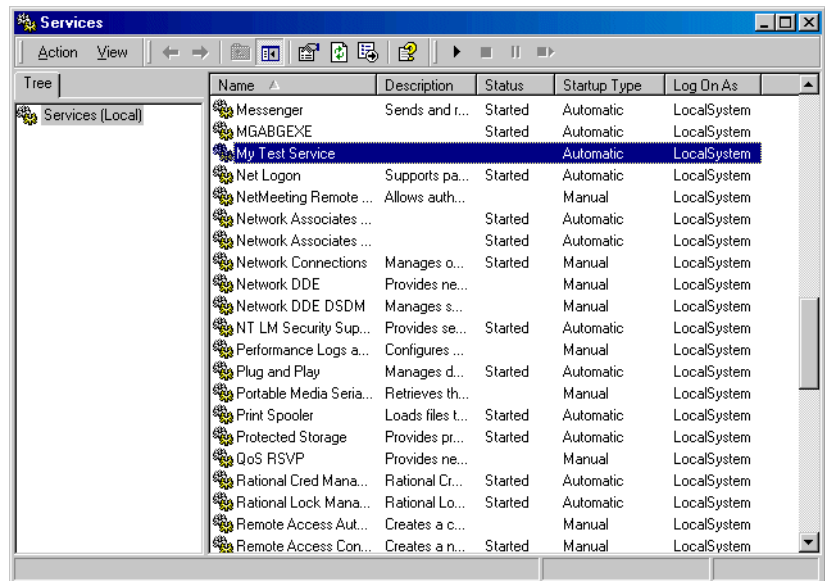 Services
Action View
Tree
Services (Local)
Name Description Status Startup Type Log On As
Messenger Sends and r... Started Automatic LocalSystem
MGABGEXE Started Automatic LocalSystem
My Test Service Automatic LocalSystem
Net Logon Supports pa... Started Automatic LocalSystem
NetMeeting Remote ... Allows auth... Manual LocalSystem
Network Associates ... Started Automatic LocalSystem
Network Associates ... Started Automatic LocalSystem
Network Connections Manages o... Started Manual LocalSystem
Network DDE Provides ne... Manual LocalSystem
Network DDE DSDM Manages s... Manual LocalSystem
NT LM Security Sup... Provides se... Started Automatic LocalSystem
Performance Logs a... Configures ... Manual LocalSystem
Plug and Play Manages d... Started Automatic LocalSystem
Portable Media Seria... Retrieves th... Manual LocalSystem
Print Spooler Loads files t... Started Automatic LocalSystem
Protected Storage Provides pr... Started Automatic LocalSystem
QoS RSVP Provides ne... Manual LocalSystem
Rational Cred Mana... Rational Cr... Started Automatic LocalSystem
Rational Lock Mana... Rational Lo... Started Automatic LocalSystem
Remote Access Aut... Creates a c... Manual LocalSystem
Remote Access Con... Creates a n... Started Manual LocalSystem